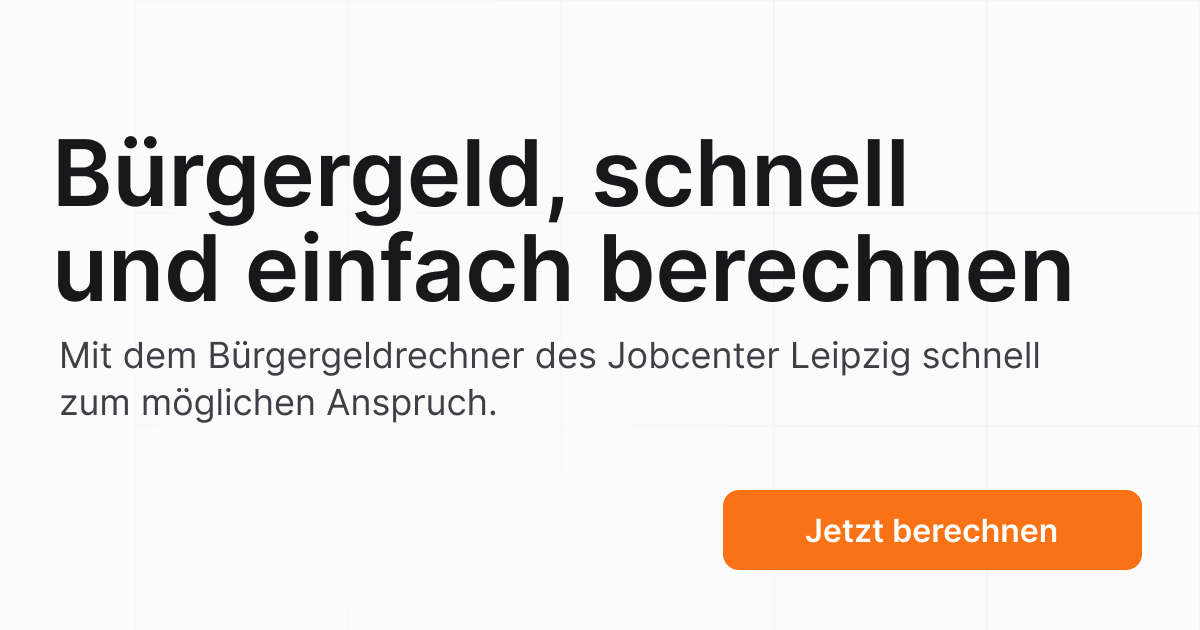 Bürgergeld, schnell
und einfach berechnen
Mit dem Bürgergeldrechner des Jobcenter Leipzig schnell
zum möglichen Anspruch.
Jetzt berechnen